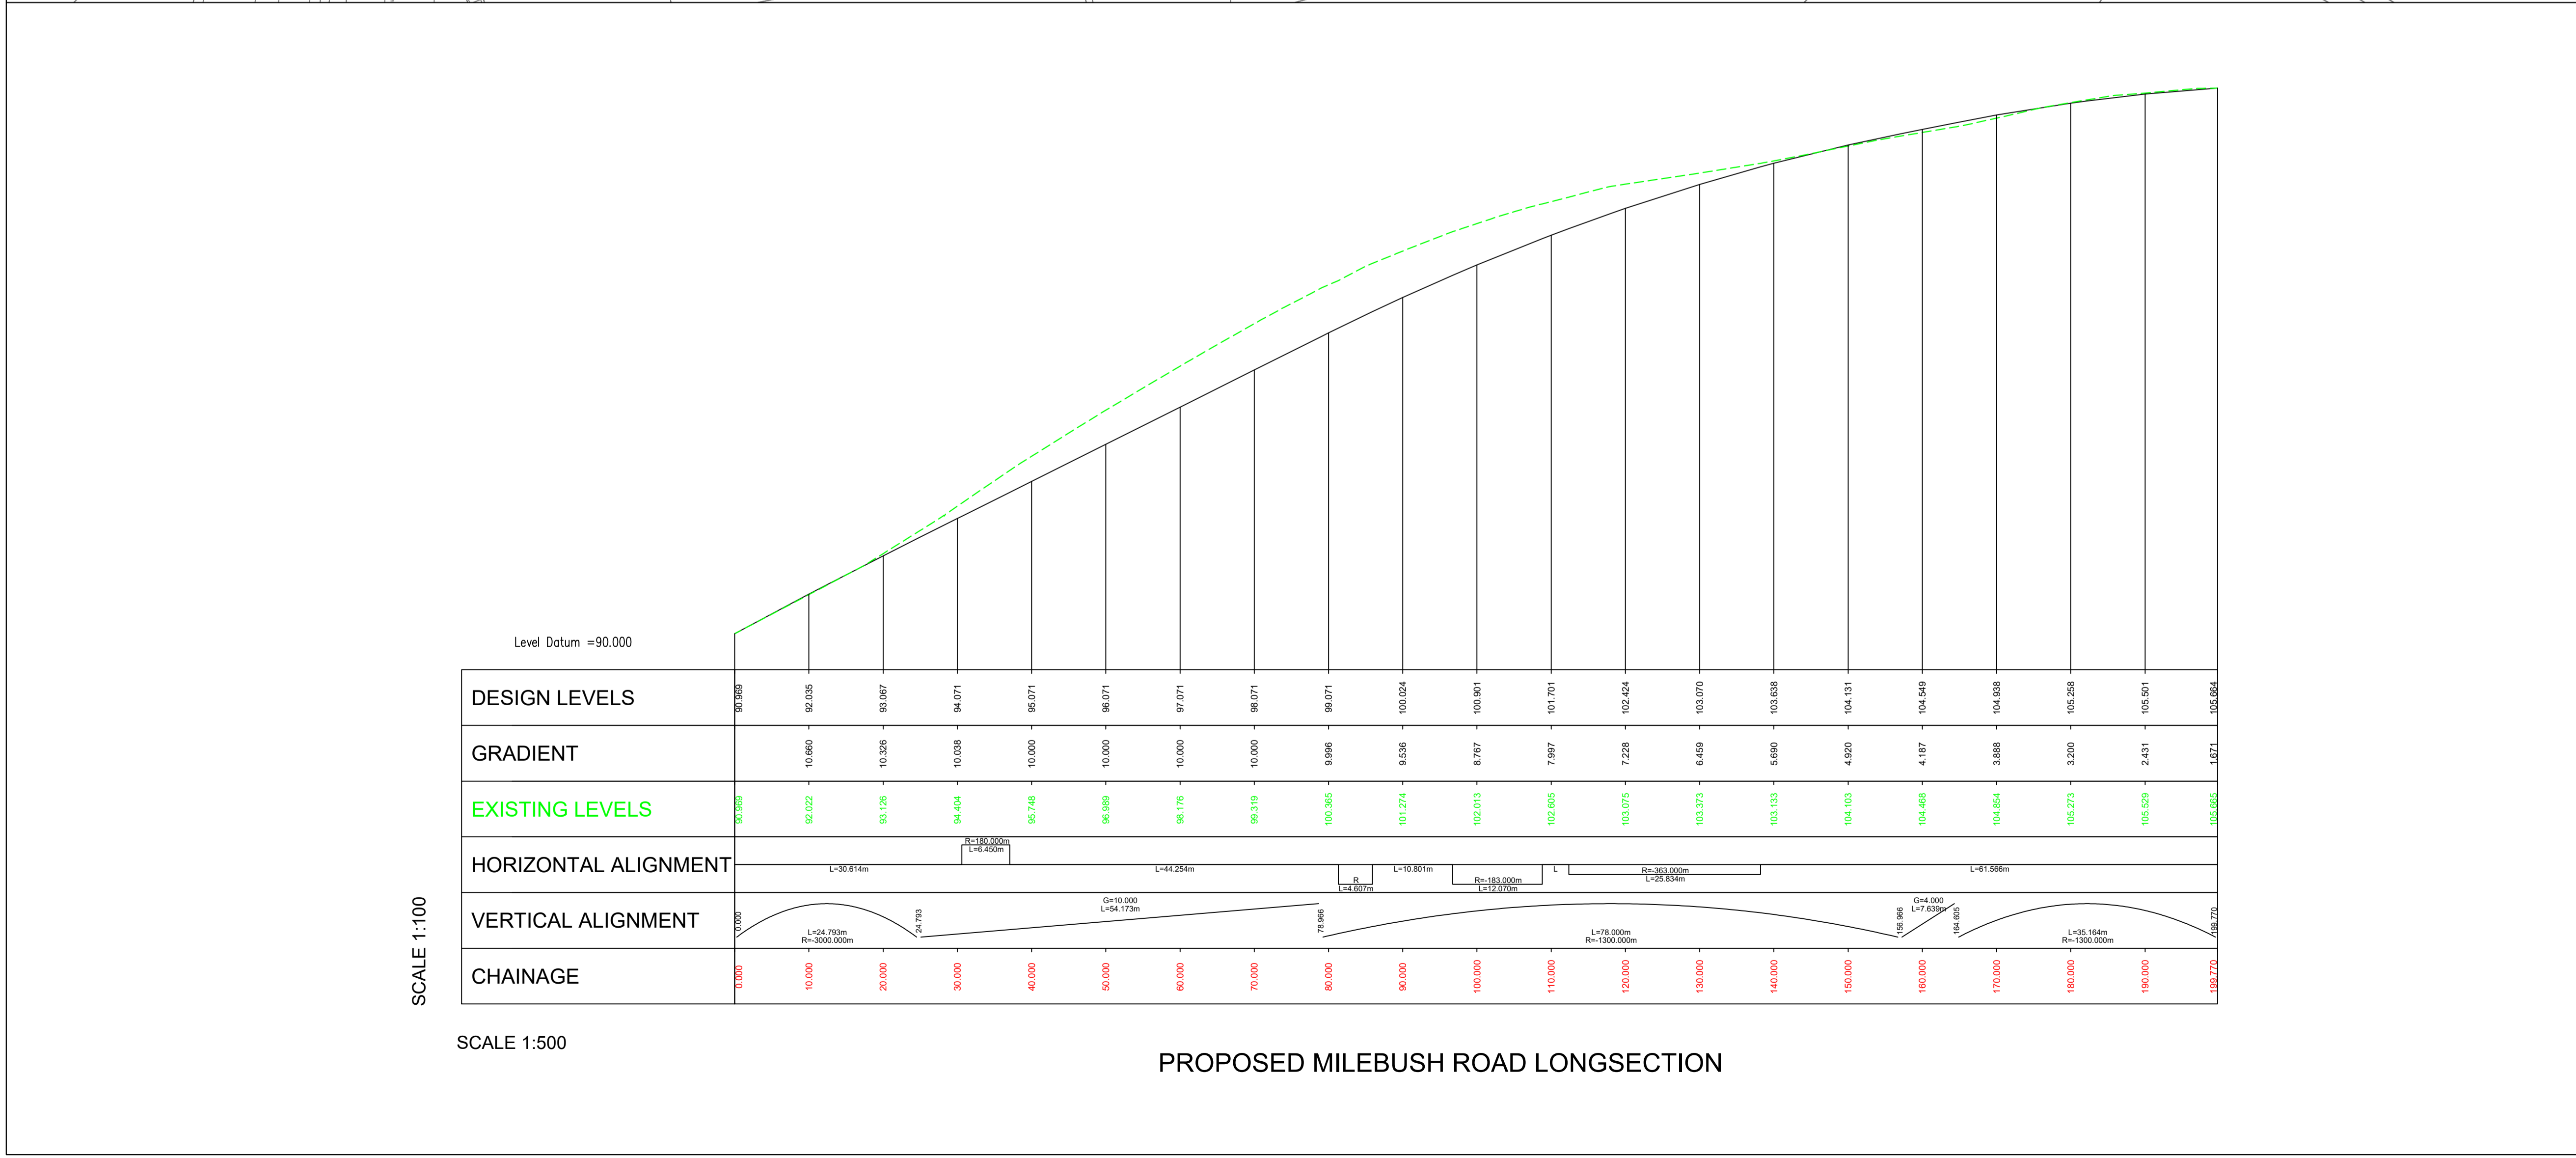 Level Datum =90.000
DESIGN LEVELS
90.969 92.035 93.067 94.071 95.071 96.071 97.071 98.071 99.071 100.024 100.901 101.701 102.424 103.070 103.638 104.131 104.549 104.938 105.258 105.501 105.664
GRADIENT
10.660 10.326 10.038 10.000 10.000 10.000 10.000 9.996 9.536 8.767 7.997 7.228 6.459 5.690 4.920 4.187 3.888 3.200 2.431 1.671
EXISTING LEVELS
90.969 92.022 93.126 94.404 95.748 96.989 98.176 99.319 100.365 101.274 102.013 102.605 103.075 103.373 103.133 104.103 104.468 104.854 105.273 105.529 105.665
HORIZONTAL ALIGNMENT
L=30.614m
R=180.000m
L=6.450m
L=44.254m
R
L=4.607m
L=10.801m
R=-183.000m
L=12.070m
L
R=-363.000m
L=25.834m
L=61.566m
VERTICAL ALIGNMENT
0.000
L=24.793m
R=-3000.000m
24.793
G=10.000
L=54.173m
78.966
L=78.000m
R=-1300.000m
156.966
G=4.000
L=7.639m
164.605
L=35.164m
R=-1300.000m
199.770
CHAINAGE
0.000 10.000 20.000 30.000 40.000 50.000 60.000 70.000 80.000 90.000 100.000 110.000 120.000 130.000 140.000 150.000 160.000 170.000 180.000 190.000 199.770
SCALE 1:100
SCALE 1:500
PROPOSED MILEBUSH ROAD LONGSECTION